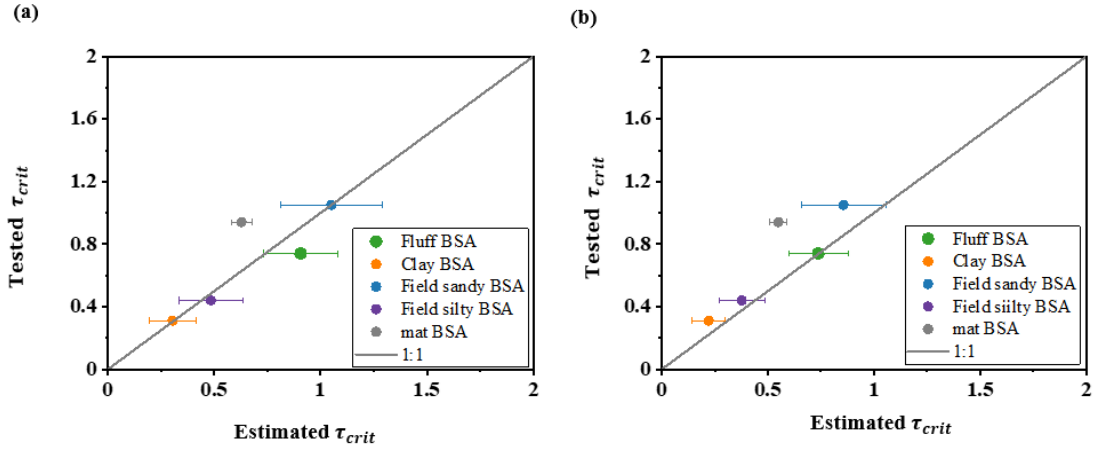 (a)
2
1.6
1.2
0.8
0.4
0
Tested τcrit
Fluff BSA
Clay BSA
Field sandy BSA
Field silty BSA
mat BSA
1:1
0
0.5
1
1.5
2
Estimated τcrit
(b)
2
1.6
1.2
0.8
0.4
0
Tested τcrit
Fluff BSA
Clay BSA
Field sandy BSA
Field siilty BSA
mat BSA
1:1
0
0.5
1
1.5
2
Estimated τcrit